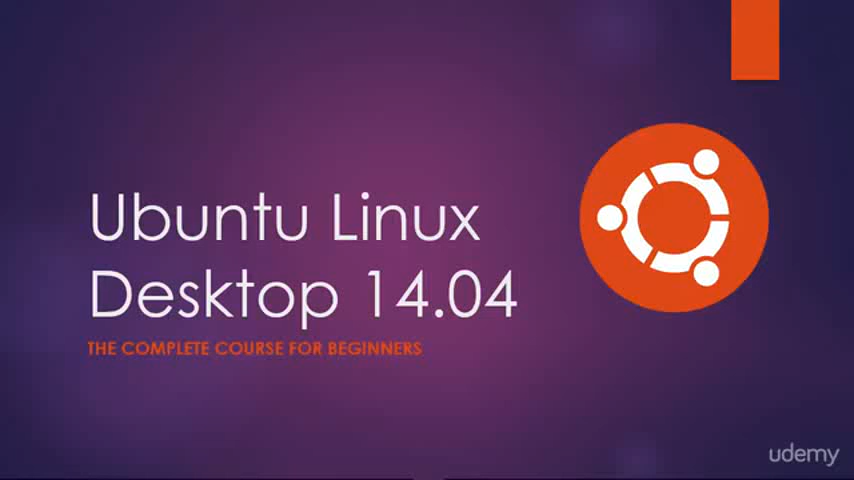 Ubuntu Linux
Desktop 14.04
THE COMPLETE COURSE FOR BEGINNERS
udemy